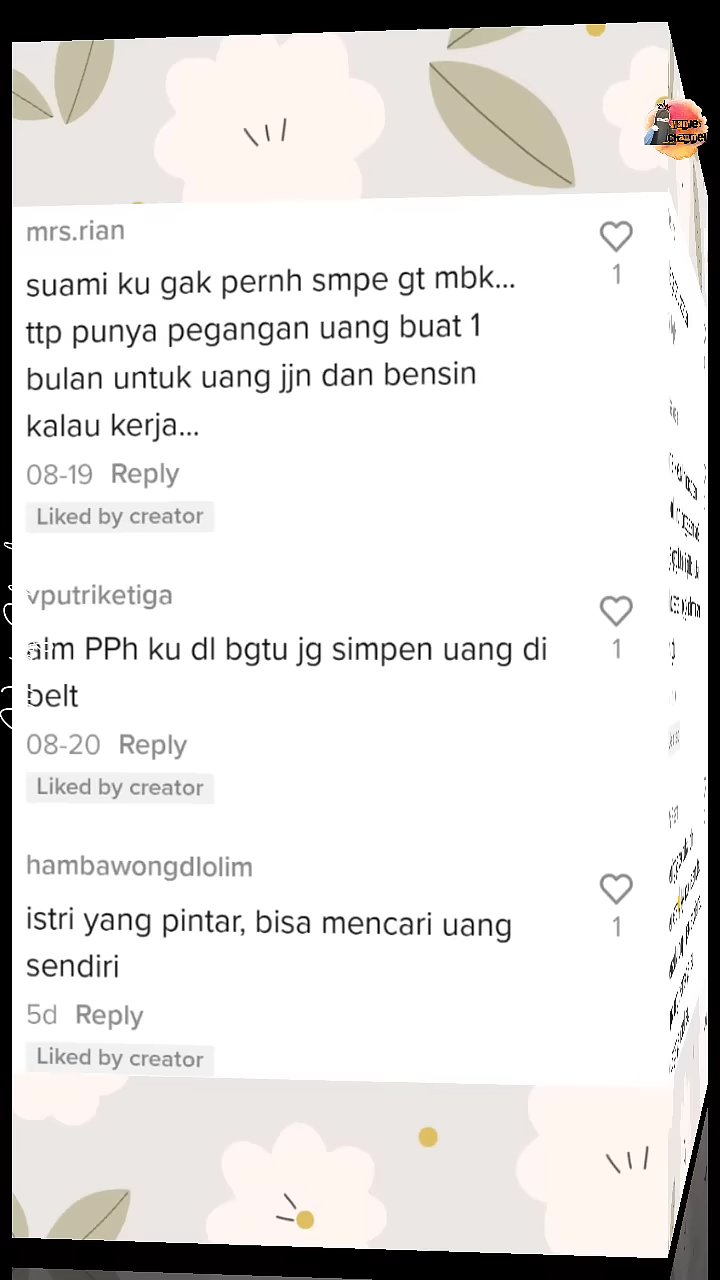 mrs.rian
suami ku gak pernh smpe gt mbk...
ttp punya pegangan uang buat 1
bulan untuk uang jjn dan bensin
kalau kerja...
1
08-19 Reply
Liked by creator
vputriketiga
alm PPh ku dl bgtu jg simpen uang di
belt
1
08-20 Reply
Liked by creator
hambawongdlolim
istri yang pintar, bisa mencari uang
sendiri
1
5d Reply
Liked by creator